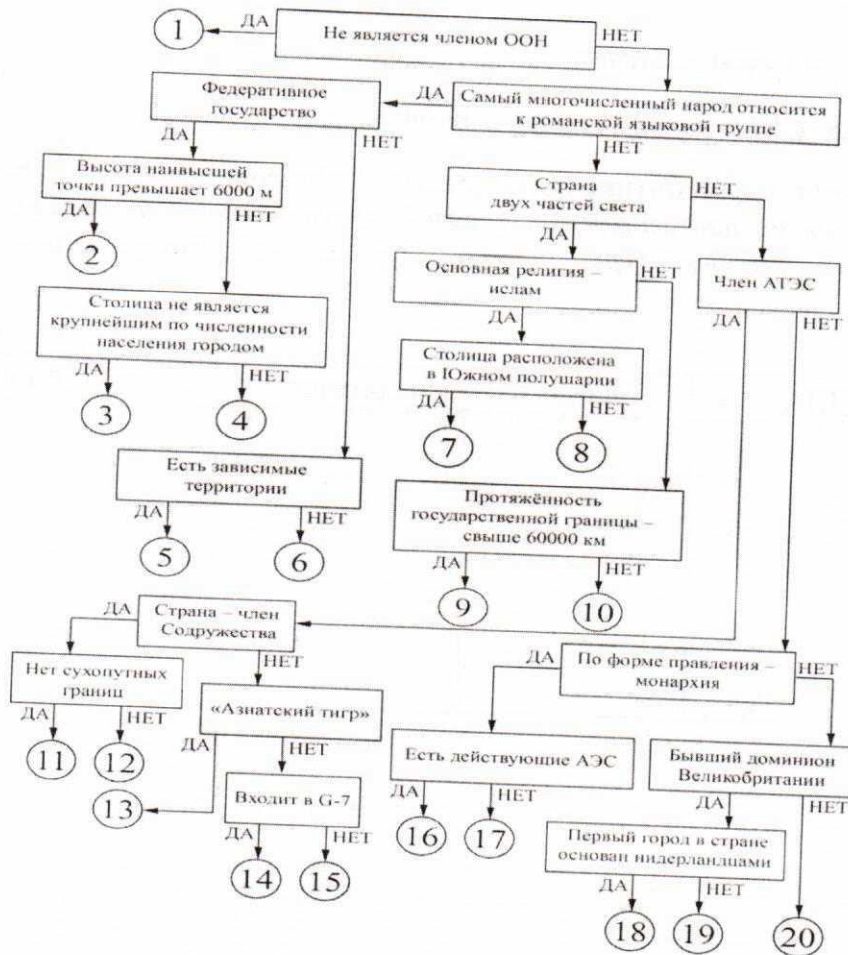 1
ДА
Не является членом ООН
НЕТ
Федеративное
государство
ДА
Самый многочисленный народ относится
к романской языковой группе
ДА
НЕТ
НЕТ
Высота наивысшей
точки превышает 6000 м
Страна
двух частей света
НЕТ
ДА
НЕТ
ДА
2
Основная религия –
ислам
НЕТ
Член АТЭС
Столица не является
крупнейшим по численности
населения городом
ДА
ДА
НЕТ
Столица расположена
в Южном полушарии
ДА
НЕТ
ДА
НЕТ
3
4
7
8
Есть зависимые
территории
Протяжённость
государственной границы –
свыше 60000 км
ДА
НЕТ
5
6
ДА
НЕТ
9
10
ДА
Страна – член
Содружества
НЕТ
ДА
По форме правления –
монархия
НЕТ
Нет сухопутных
границ
ДА
НЕТ
«Азиатский тигр»
Есть действующие АЭС
Бывший доминион
Великобритании
11
12
ДА
НЕТ
ДА
НЕТ
ДА
НЕТ
13
Входит в G-7
16
17
Первый город в стране
основан нидерландцами
ДА
НЕТ
ДА
НЕТ
14
15
18
19
20